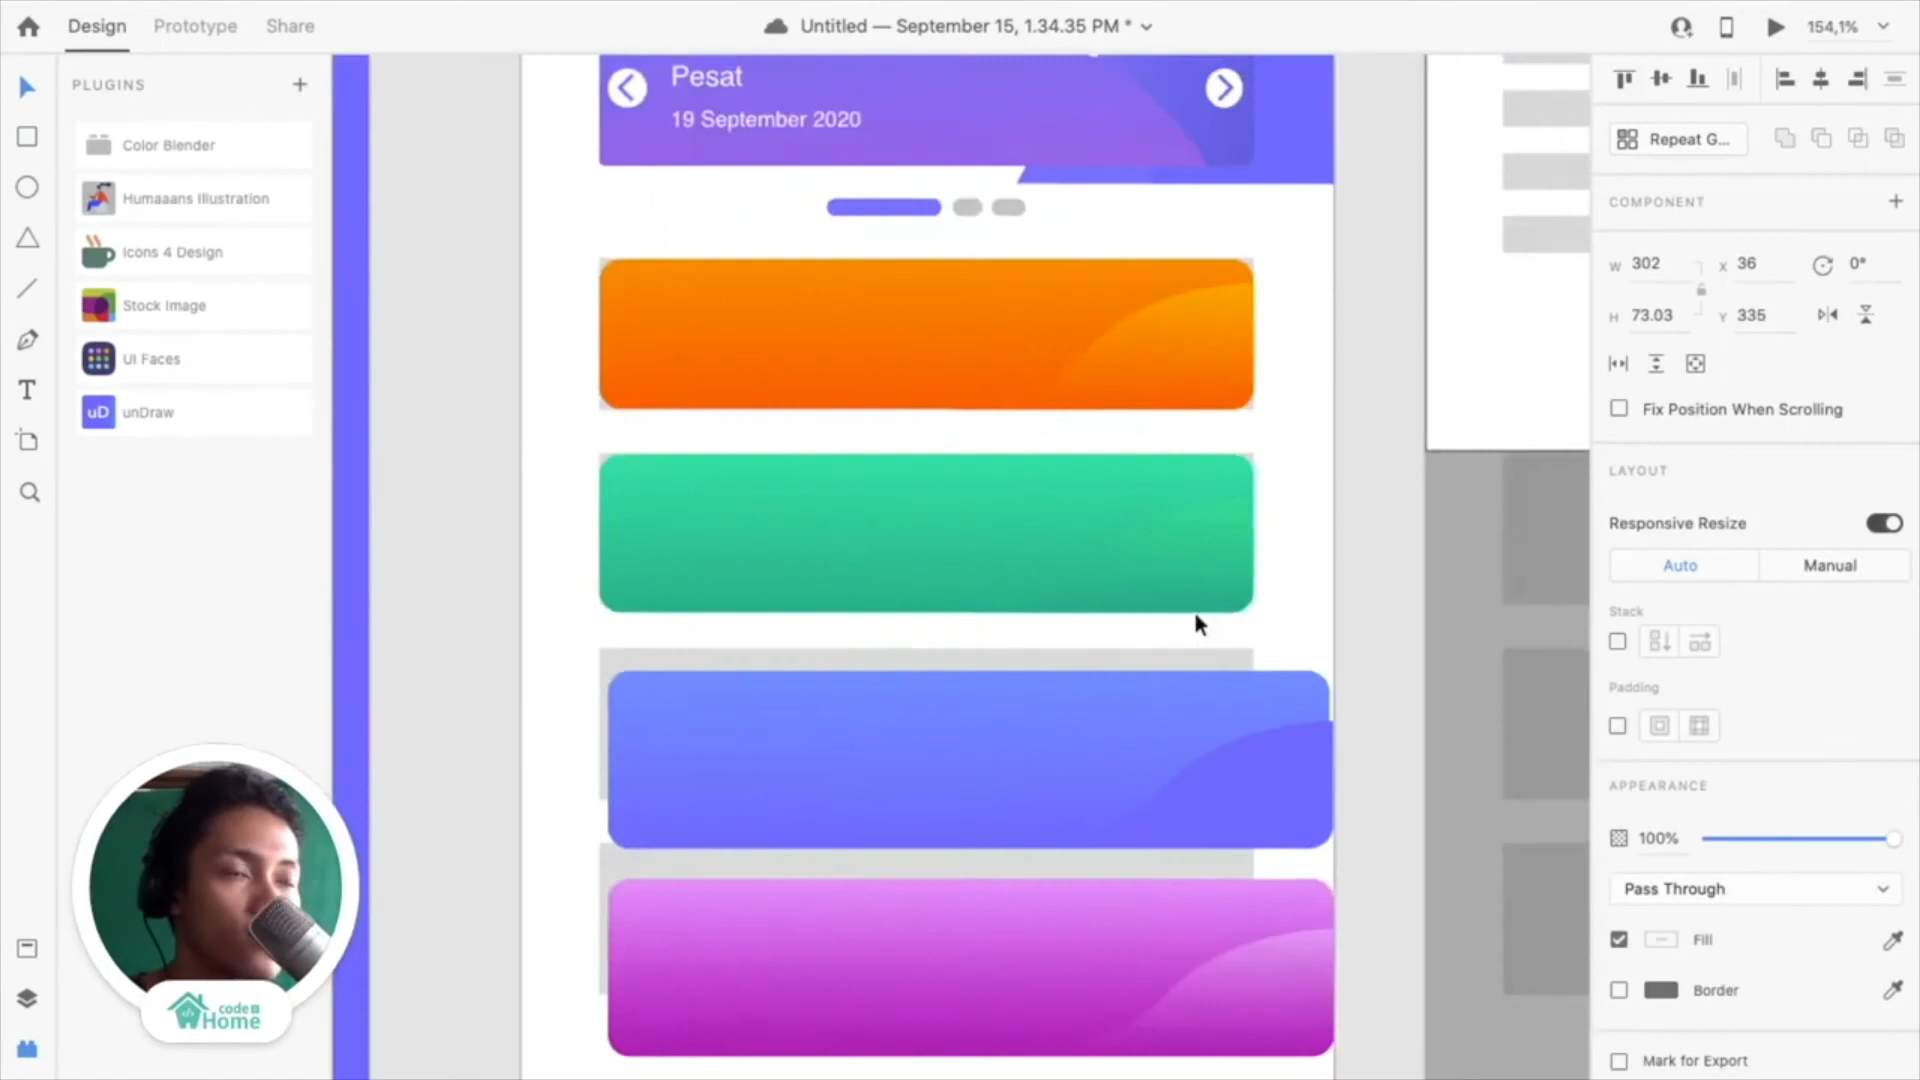 Design
Prototype
Share
Untitled — September 15, 1.34.35 PM *
154,1%
PLUGINS
+
Color Blender
Humaaans Illustration
Icons 4 Design
Stock Image
UI Faces
uD unDraw
Pesat
19 September 2020
Repeat G...
COMPONENT
+
W 302
X 36
0°
H 73.03
Y 335
Fix Position When Scrolling
LAYOUT
Responsive Resize
Auto
Manual
Stack
Padding
APPEARANCE
100%
Pass Through
Fill
Border
Mark for Export
T
code
Home